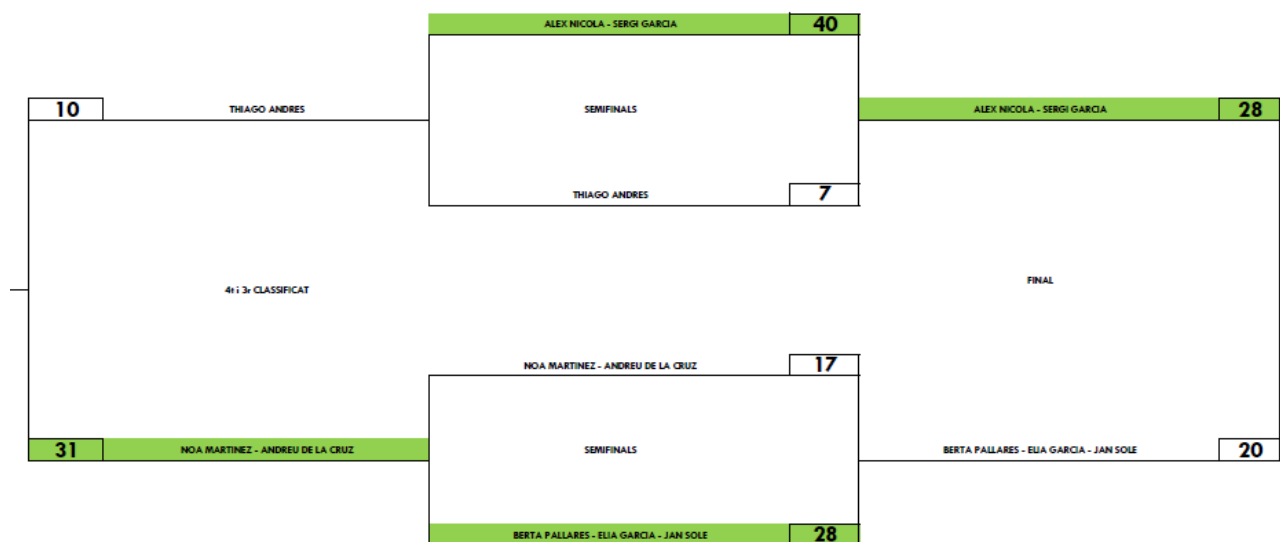 ALEX NICOLA - SERGI GARCIA 40
10 THIAGO ANDRES
SEMIFINALS
ALEX NICOLA - SERGI GARCIA 28
THIAGO ANDRES 7
4t i 3r CLASSIFICAT
FINAL
NOA MARTINEZ - ANDREU DE LA CRUZ 17
31 NOA MARTINEZ - ANDREU DE LA CRUZ
SEMIFINALS
BERTA PALLARES - ELIA GARCIA - JAN SOLE 20
BERTA PALLARES - ELIA GARCIA - JAN SOLE 28